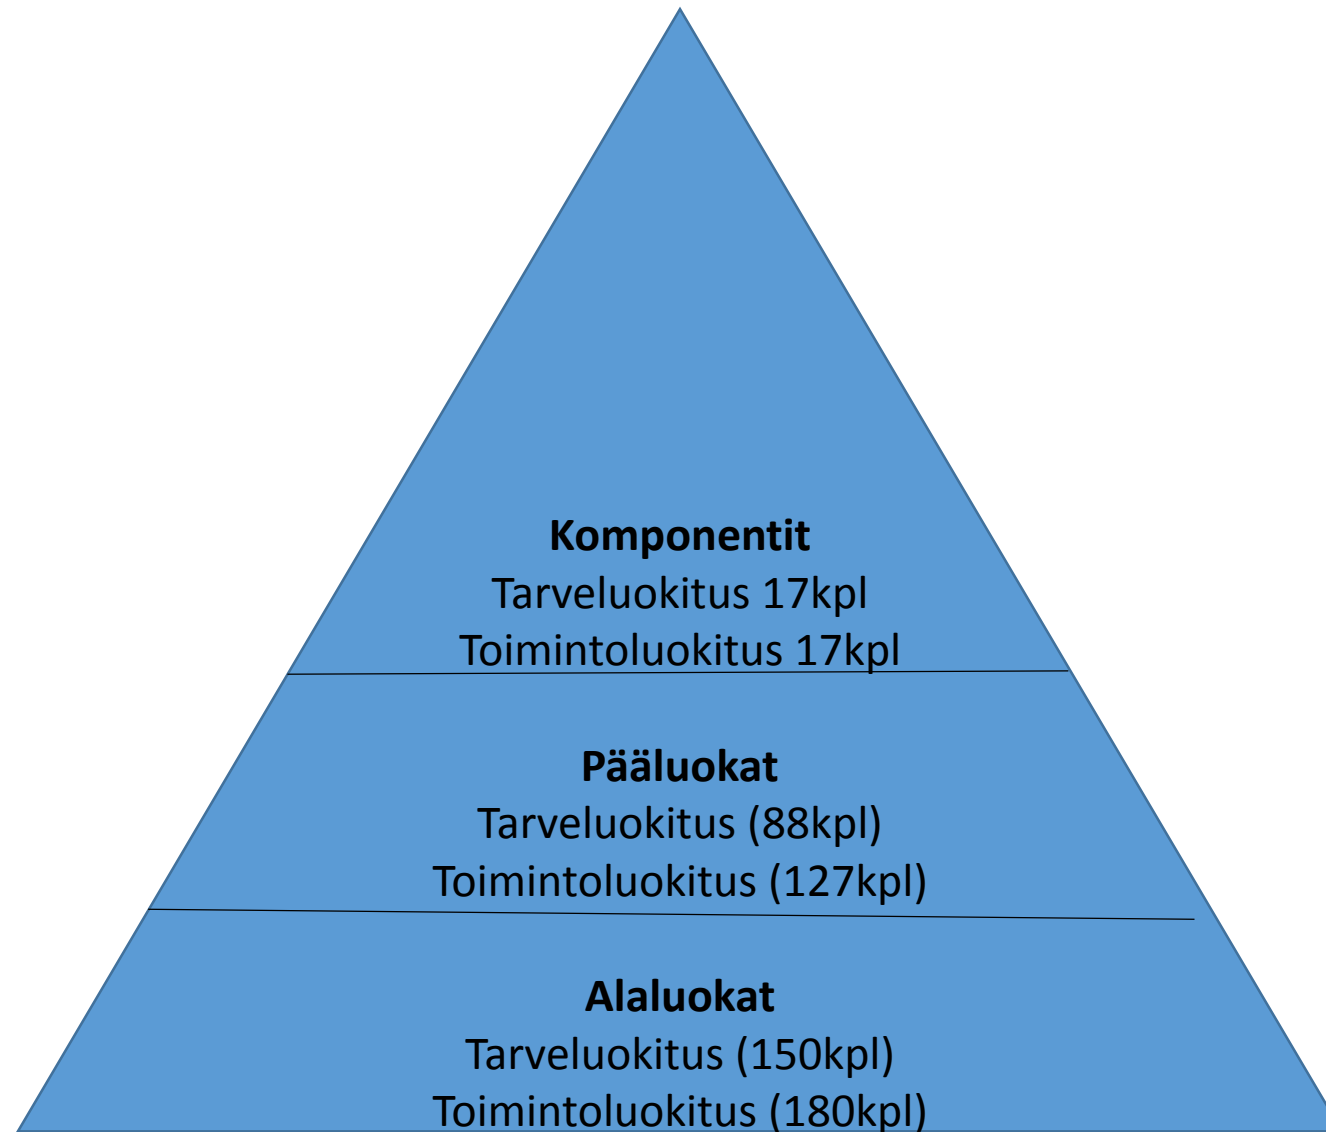 Komponentit
Tarveluokitus 17kpl
Toimintoluokitus 17kpl
Pääluokat
Tarveluokitus (88kpl)
Toimintoluokitus (127kpl)
Alaluokat
Tarveluokitus (150kpl)
Toimintoluokitus (180kpl)